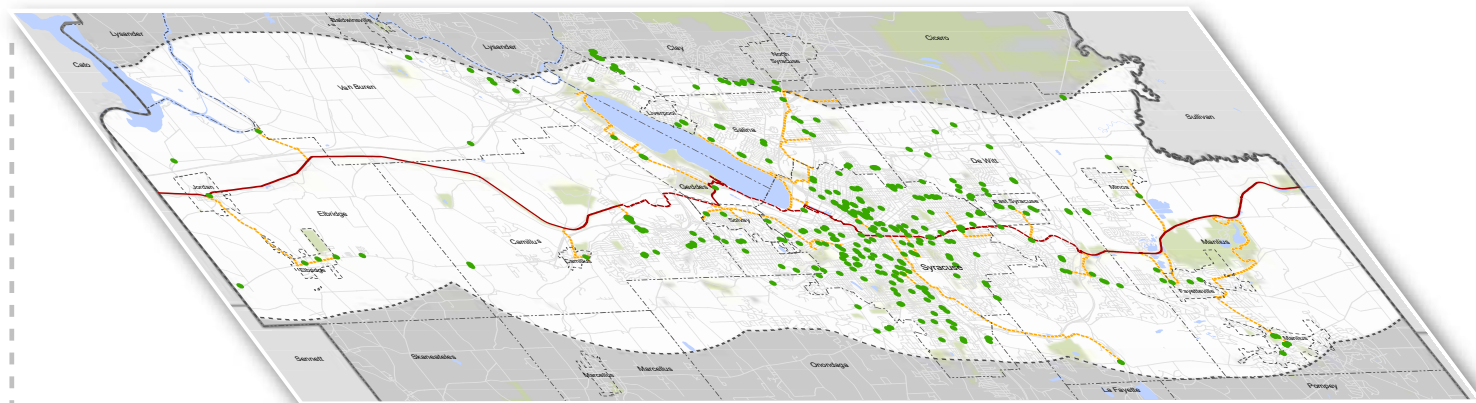 Baldwinsville
Lysander
Lysander
Clay
North
Syracuse
Cicero
Cato
Van Buren
Liverpool
Salina
Sullivan
De Witt
Jordan
Geddes
Minoa
East Syracuse
Elbridge
Solvay
Camillus
Manlius
Camillus
Elbridge
Syracuse
Fayetteville
Manlius
Sennett
Skaneateles
Marcellus
Marcellus
Onondaga
La Fayette
Pompey